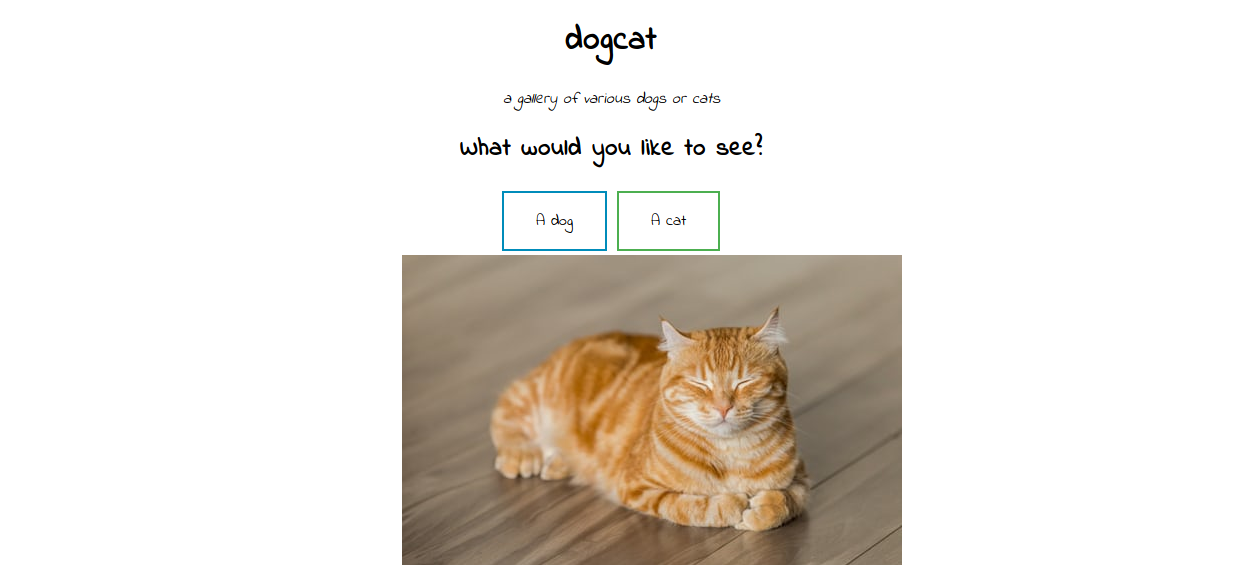 dogcat
a gallery of various dogs or cats
What would you like to see?
A dog A cat